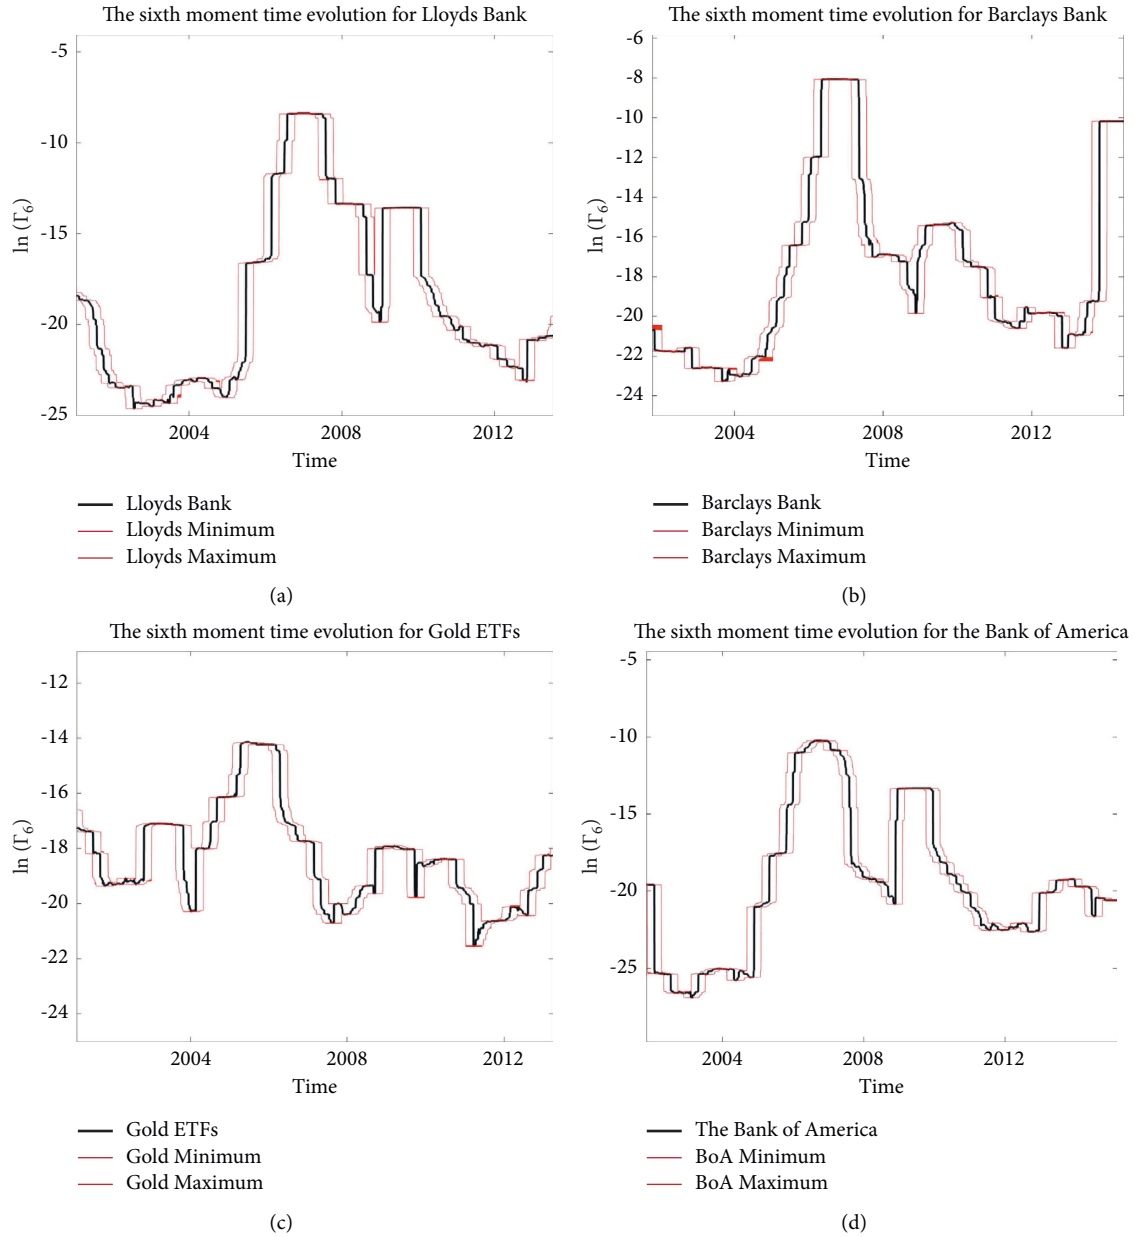 The sixth moment time evolution for Lloyds Bank
-5
-10
-15
-20
-25
ln (Γ6)
2004 2008 2012
Time
Lloyds Bank
Lloyds Minimum
Lloyds Maximum
(a)
The sixth moment time evolution for Barclays Bank
-6
-8
-10
-12
-14
-16
-18
-20
-22
-24
ln (Γ6)
2004 2008 2012
Time
Barclays Bank
Barclays Minimum
Barclays Maximum
(b)
The sixth moment time evolution for Gold ETFs
-12
-14
-16
-18
-20
-22
-24
ln (Γ6)
2004 2008 2012
Time
Gold ETFs
Gold Minimum
Gold Maximum
(c)
The sixth moment time evolution for the Bank of America
-5
-10
-15
-20
-25
ln (Γ6)
2004 2008 2012
Time
The Bank of America
BoA Minimum
BoA Maximum
(d)